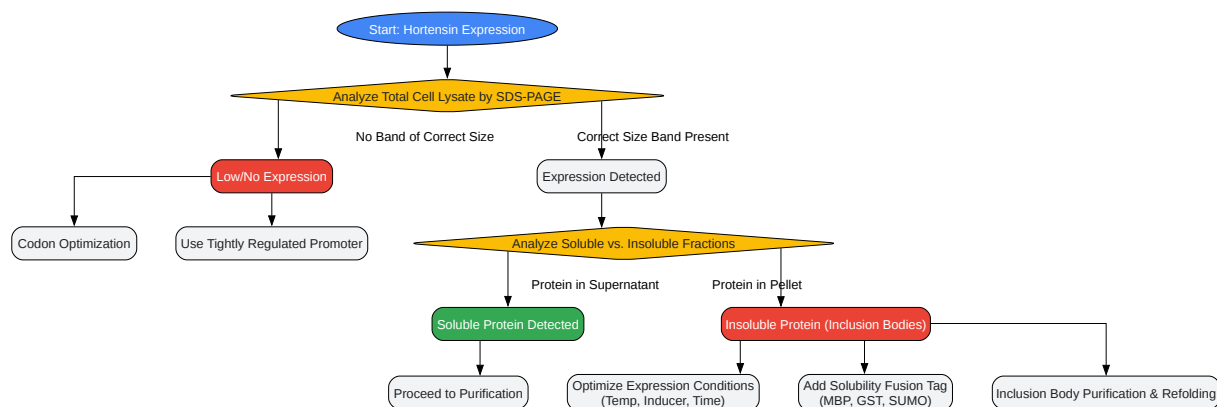 Start: Hortensin Expression
Analyze Total Cell Lysate by SDS-PAGE
No Band of Correct Size
Correct Size Band Present
Low/No Expression
Expression Detected
Codon Optimization
Use Tightly Regulated Promoter
Analyze Soluble vs. Insoluble Fractions
Protein in Supernatant
Protein in Pellet
Soluble Protein Detected
Insoluble Protein (Inclusion Bodies)
Proceed to Purification
Optimize Expression Conditions
(Temp, Inducer, Time)
Add Solubility Fusion Tag
(MBP, GST, SUMO)
Inclusion Body Purification & Refolding